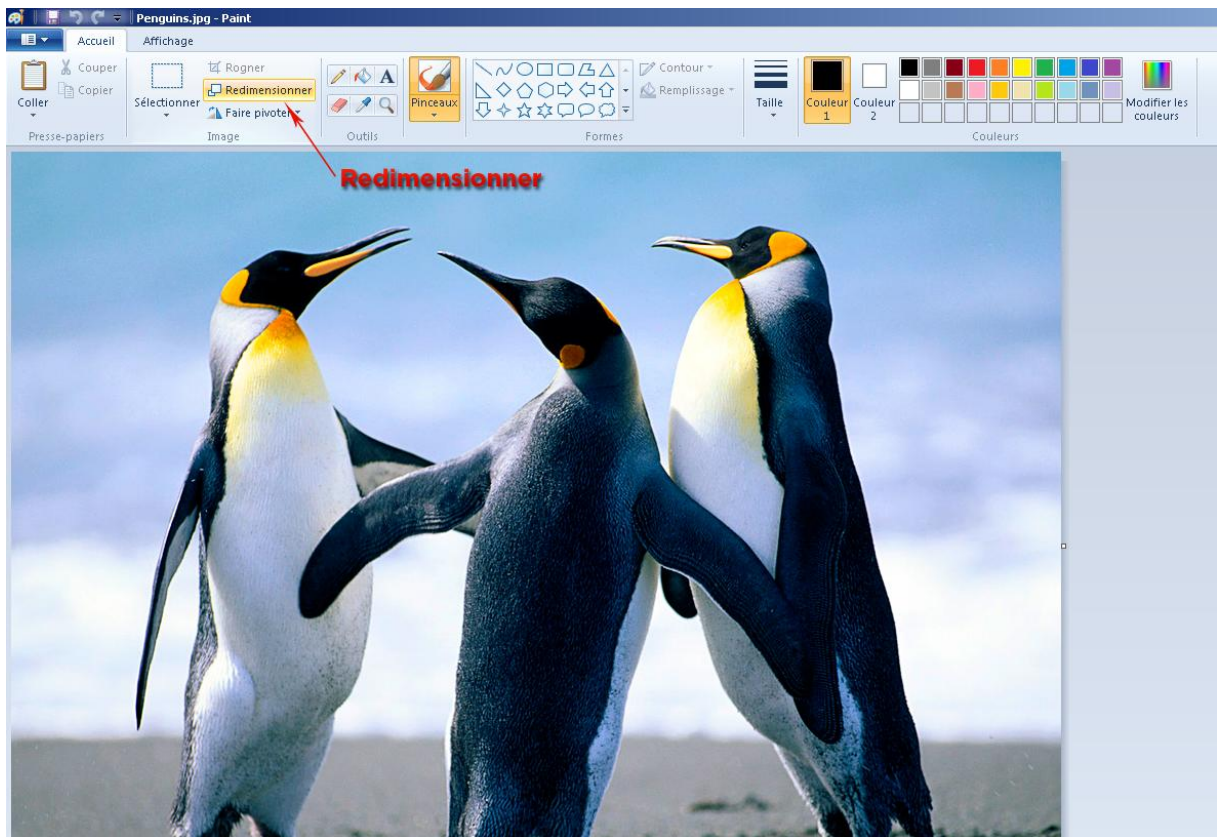 Penguins.jpg - Paint
Accueil Affichage
Coller
Presse-papiers
Couper
Copier
Sélectionner
Rogner
Redimensionner
Faire pivoter
Image
A
Outils
Pinceaux
Contour
Remplissage
Formes
Taille
Couleur 1
Couleur 2
Modifier les couleurs
Couleurs
Redimensionner